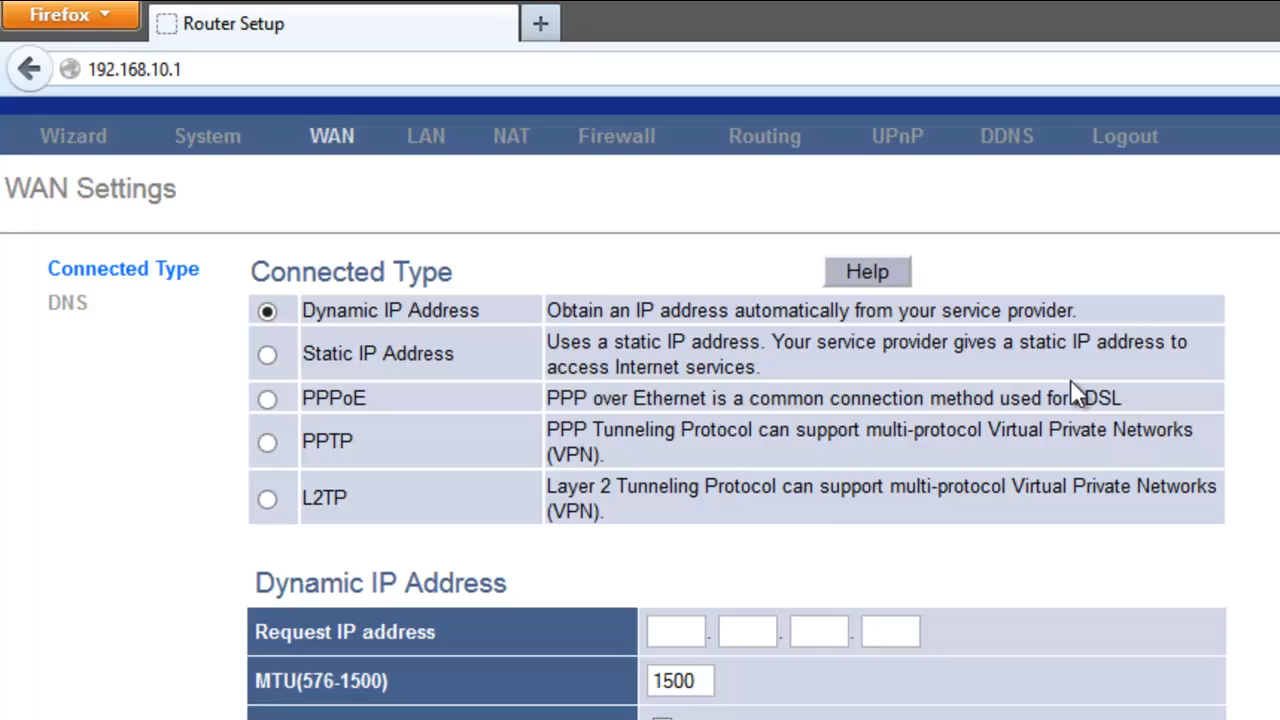 Firefox
Router Setup
192.168.10.1
Wizard System WAN LAN NAT Firewall Routing UPnP DDNS Logout
WAN Settings
Connected Type
DNS
Connected Type Help
Dynamic IP Address Obtain an IP address automatically from your service provider.
Static IP Address Uses a static IP address. Your service provider gives a static IP address to
access Internet services.
PPPoE PPP over Ethernet is a common connection method used for DSL
PPTP PPP Tunneling Protocol can support multi-protocol Virtual Private Networks
(VPN).
L2TP Layer 2 Tunneling Protocol can support multi-protocol Virtual Private Networks
(VPN).
Dynamic IP Address
Request IP address . . .
MTU(576-1500) 1500